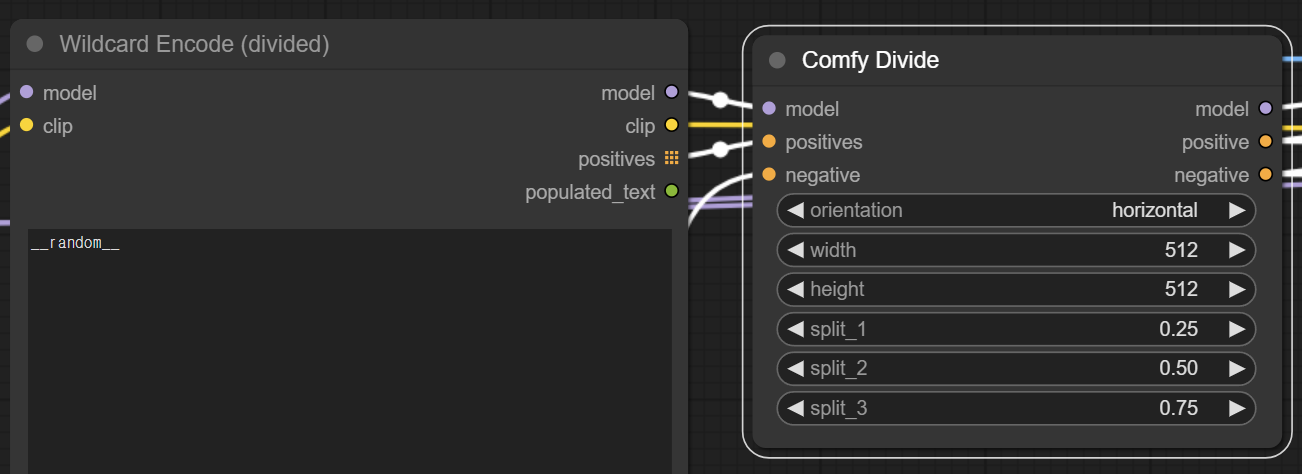 Wildcard Encode (divided)
model model
clip clip
positives
populated_text
__random__
Comfy Divide
model model
positives positive
negative negative
orientation horizontal
width 512
height 512
split_1 0.25
split_2 0.50
split_3 0.75